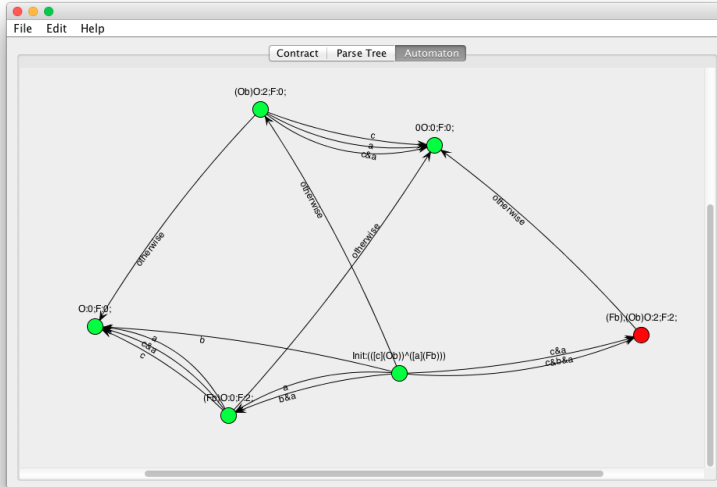 File Edit Help
Contract Parse Tree Automaton
(Ob)O:2;F:0;
0O:0;F:0;
c
a
c&a
otherwise
otherwise
otherwise
otherwise
O:0;F:0;
(Fb),(Ob)O:2;F:2;
b
a
c&a
c
Init:(([c](Ob))^([a](Fb)))
c&a
c&b&a
(Fb)O:0;F:2;
a
b&a